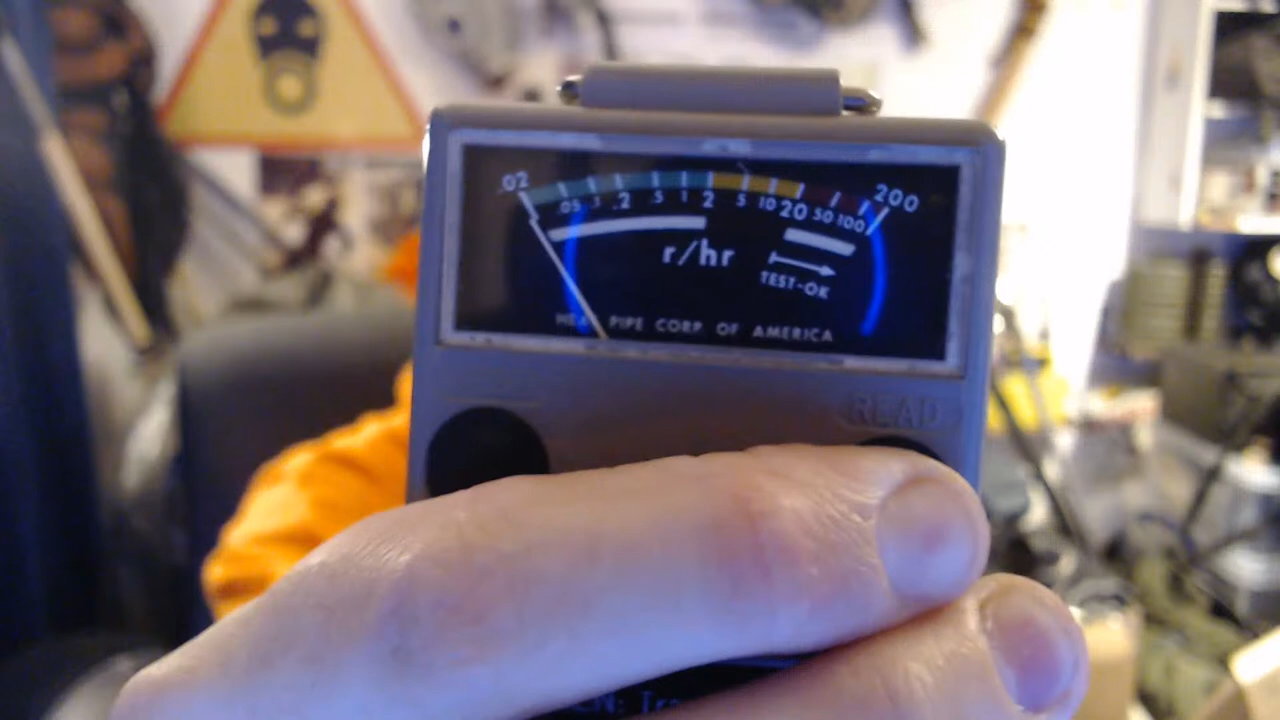 .02 .05 .1 .2 .5 1 2 5 10 20 50 100 200
r/hr
TEST-OK
PIPE CORP. OF AMERICA
READ